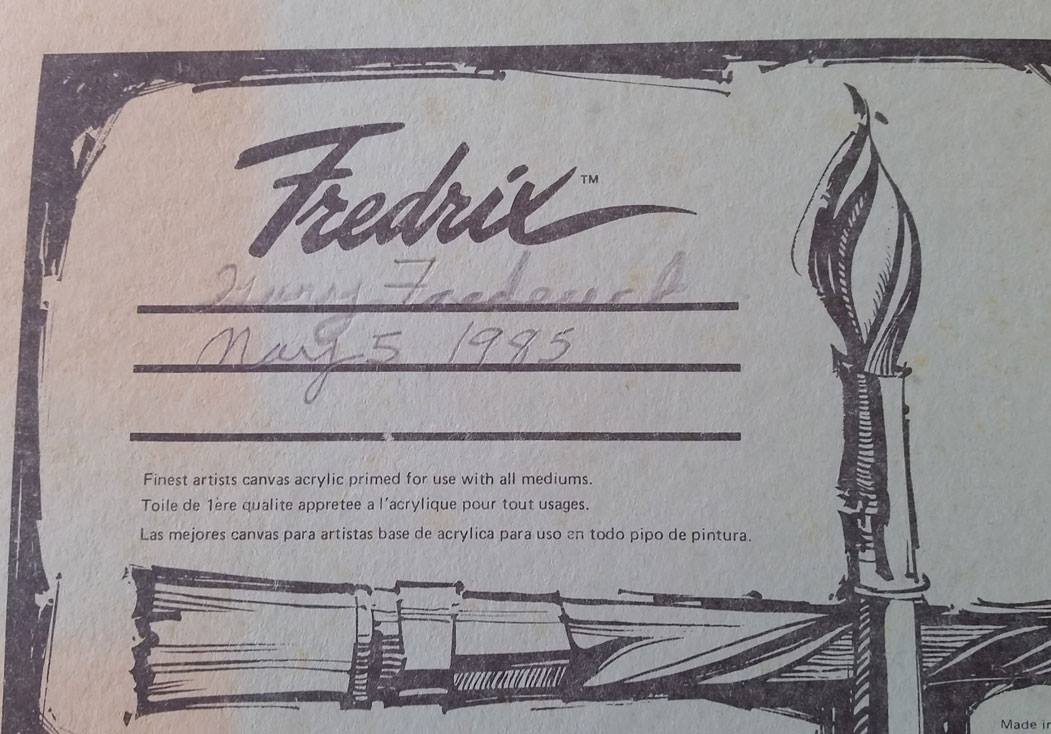 Fredrix™
May 5 1985
Finest artists canvas acrylic primed for use with all mediums.
Toile de 1ère qualite appretee a l'acrylique pour tout usages.
Las mejores canvas para artistas base de acrylica para uso en todo pipo de pintura.
Made in